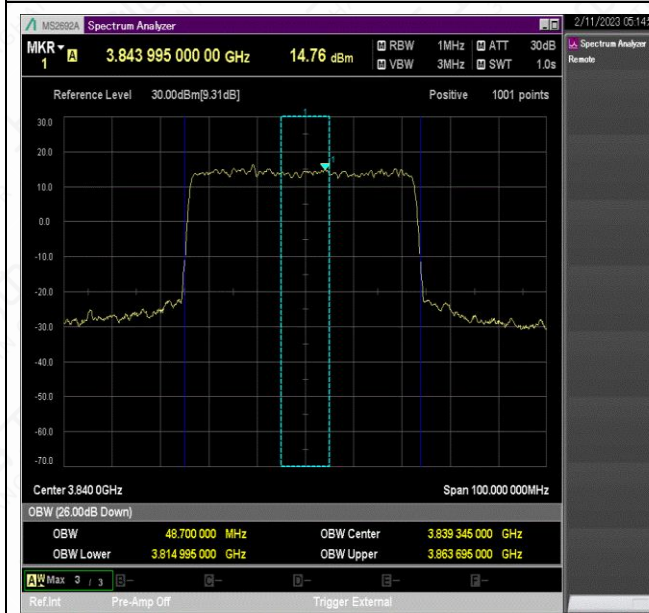 MS2692A Spectrum Analyzer
2/11/2023 05:14:
MKR 1 A 3.843 995 000 00 GHz 14.76 dBm M RBW 1MHz M ATT 30dB
M VBW 3MHz M SWT 1.0s
Spectrum Analyzer
Remote
Reference Level 30.00dBm[9.31dB] Positive 1001 points
30.0
20.0
10.0
0.0
-10.0
-20.0
-30.0
-40.0
-50.0
-60.0
-70.0
1
1
Center 3.840 0GHz Span 100.000 000MHz
OBW (26.00dB Down)
OBW 48.700 000 MHz OBW Center 3.839 345 000 GHz
OBW Lower 3.814 995 000 GHz OBW Upper 3.863 695 000 GHz
A W Max 3 / 3 B- C- D- E- F-
Ref.Int Pre-Amp Off Trigger External